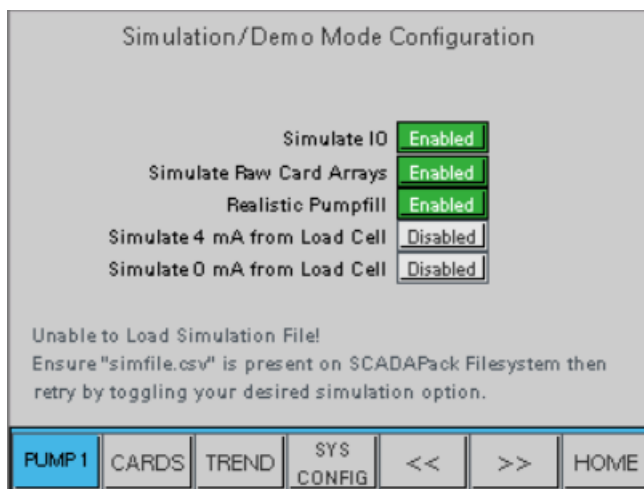 Simulation/Demo Mode Configuration
Simulate IO Enabled
Simulate Raw Card Arrays Enabled
Realistic Pumpfill Enabled
Simulate 4 mA from Load Cell Disabled
Simulate 0 mA from Load Cell Disabled
Unable to Load Simulation File!
Ensure "simfile.csv" is present on SCADAPack Filesystem then
retry by toggling your desired simulation option.
PUMP 1 CARDS TREND SYS CONFIG << >> HOME